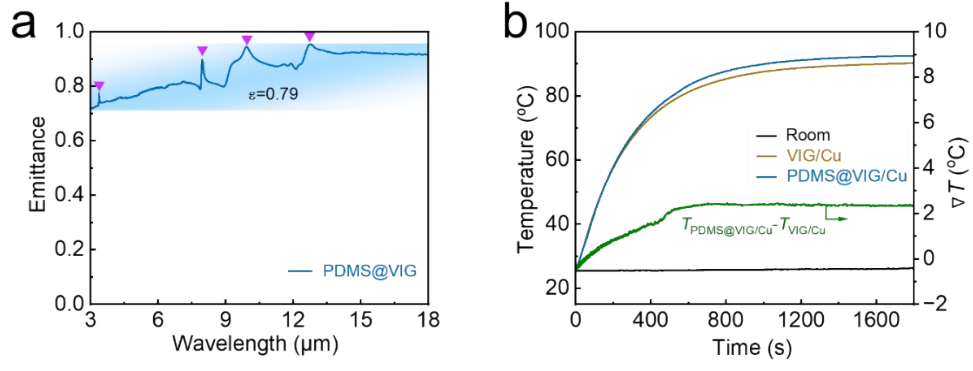 a
1.0
0.8
0.6
0.4
0.2
0.0
Emittance
ε=0.79
PDMS@VIG
3 6 9 12 15 18
Wavelength (μm)
b
100
80
60
40
20
Temperature (ºC)
Room
VIG/Cu
PDMS@VIG/Cu
TPDMS@VIG/Cu-TVIG/Cu
10
8
6
4
2
0
−2
∇T (ºC)
0 400 800 1200 1600
Time (s)